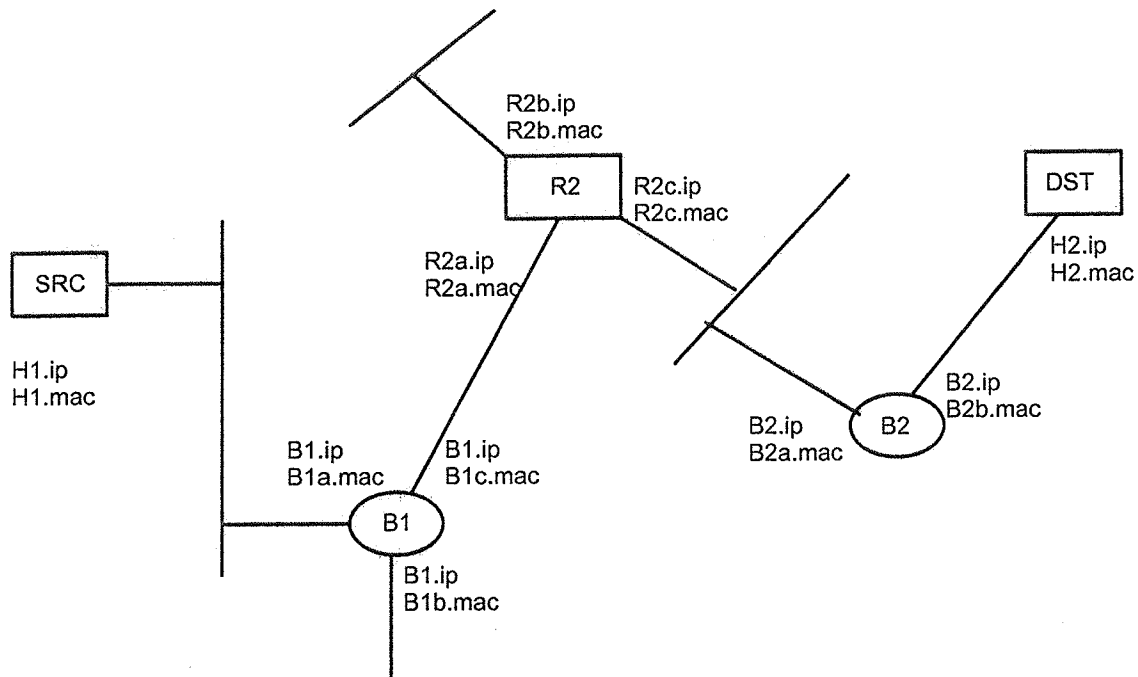 R2b.ip
R2b.mac
R2
R2c.ip
R2c.mac
DST
H2.ip
H2.mac
R2a.ip
R2a.mac
SRC
H1.ip
H1.mac
B1.ip
B1a.mac
B1.ip
B1c.mac
B1
B1.ip
B1b.mac
B2.ip
B2a.mac
B2
B2.ip
B2b.mac